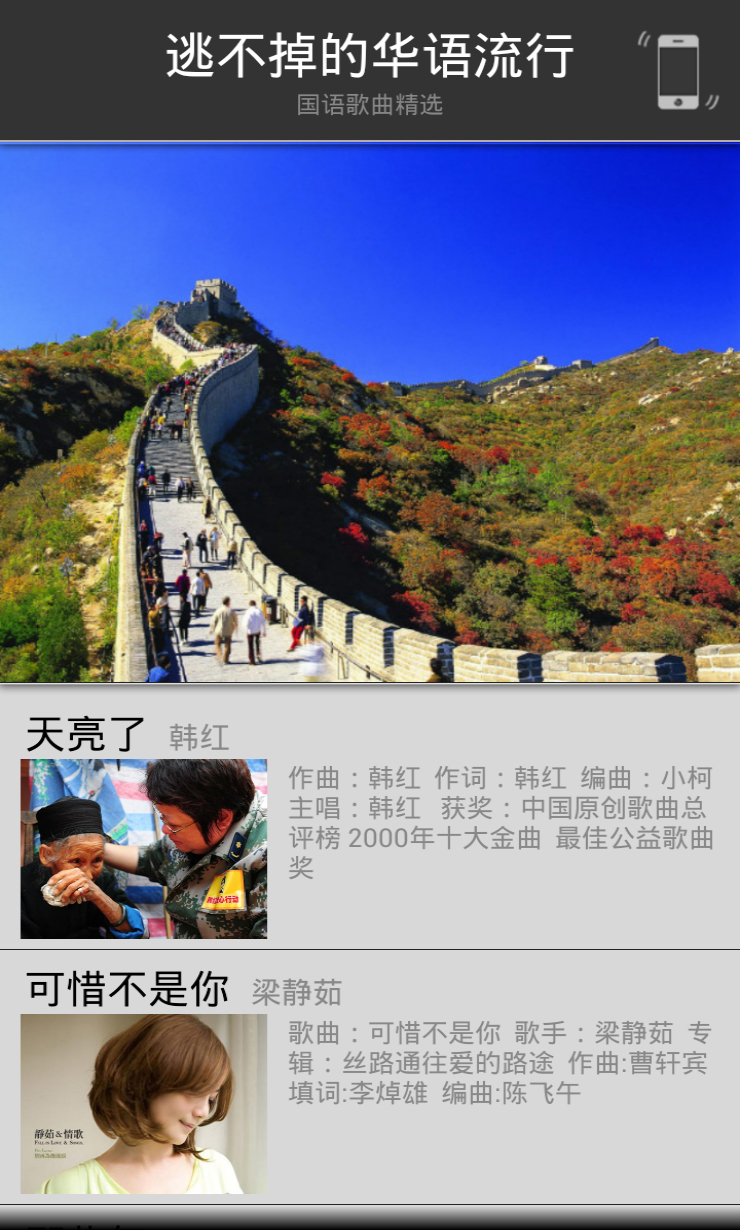 逃不掉的华语流行
国语歌曲精选
天亮了 韩红
作曲：韩红 作词：韩红 编曲：小柯
主唱：韩红 获奖：中国原创歌曲总
评榜 2000年十大金曲 最佳公益歌曲
奖
可惜不是你 梁静茹
歌曲：可惜不是你 歌手：梁静茹 专
辑：丝路通往爱的路途 作曲:曹轩宾
填词:李焯雄 编曲:陈飞午
靜茹&情歌